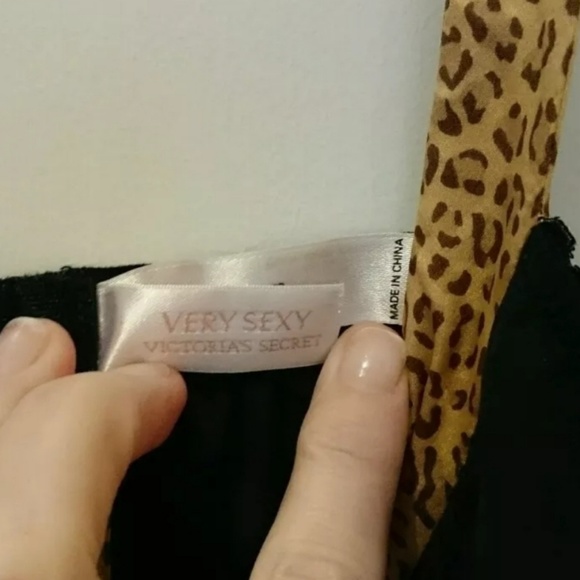 VERY SEXY
VICTORIA'S SECRET
MADE IN CHINA